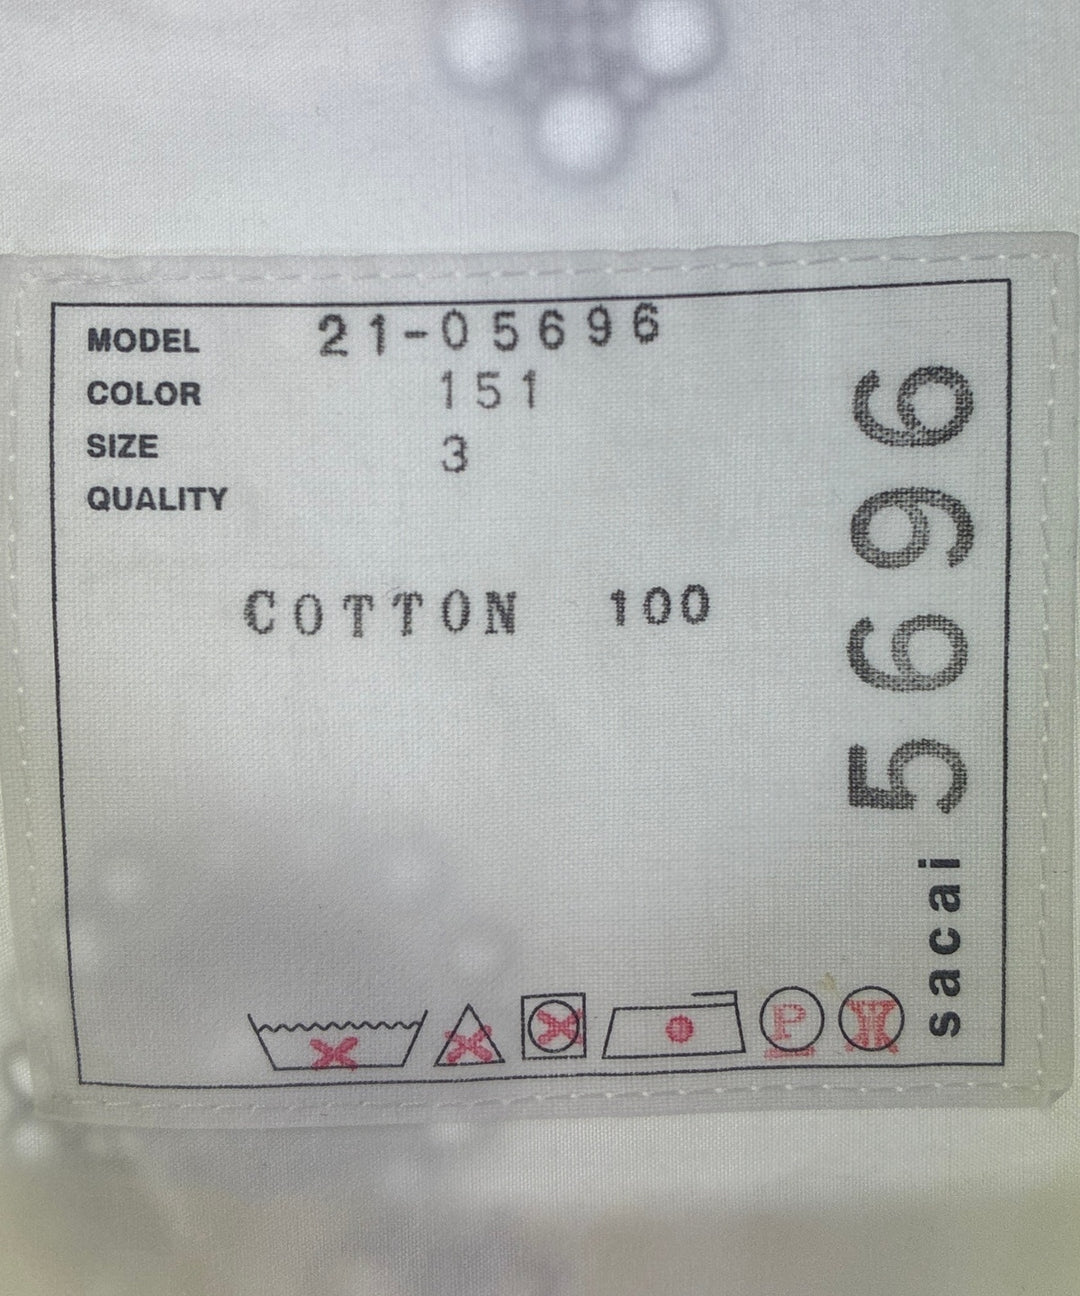 MODEL 21-05696
COLOR 151
SIZE 3
QUALITY
COTTON 100
P
sacai 5696